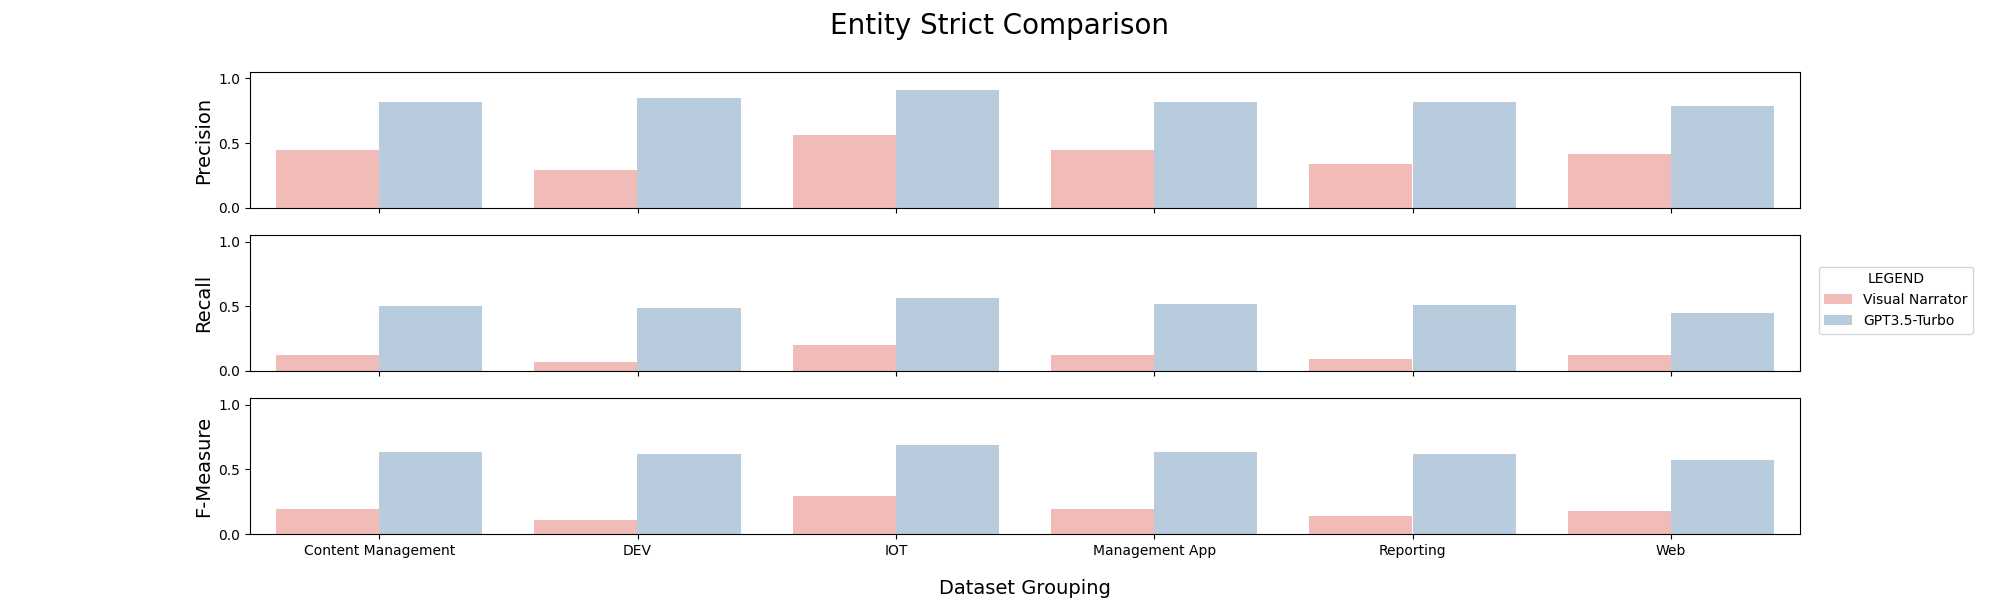 Entity Strict Comparison
Precision
1.0
0.5
0.0
Recall
1.0
0.5
0.0
F-Measure
1.0
0.5
0.0
Content Management DEV IOT Management App Reporting Web
Dataset Grouping
LEGEND
Visual Narrator
GPT3.5-Turbo